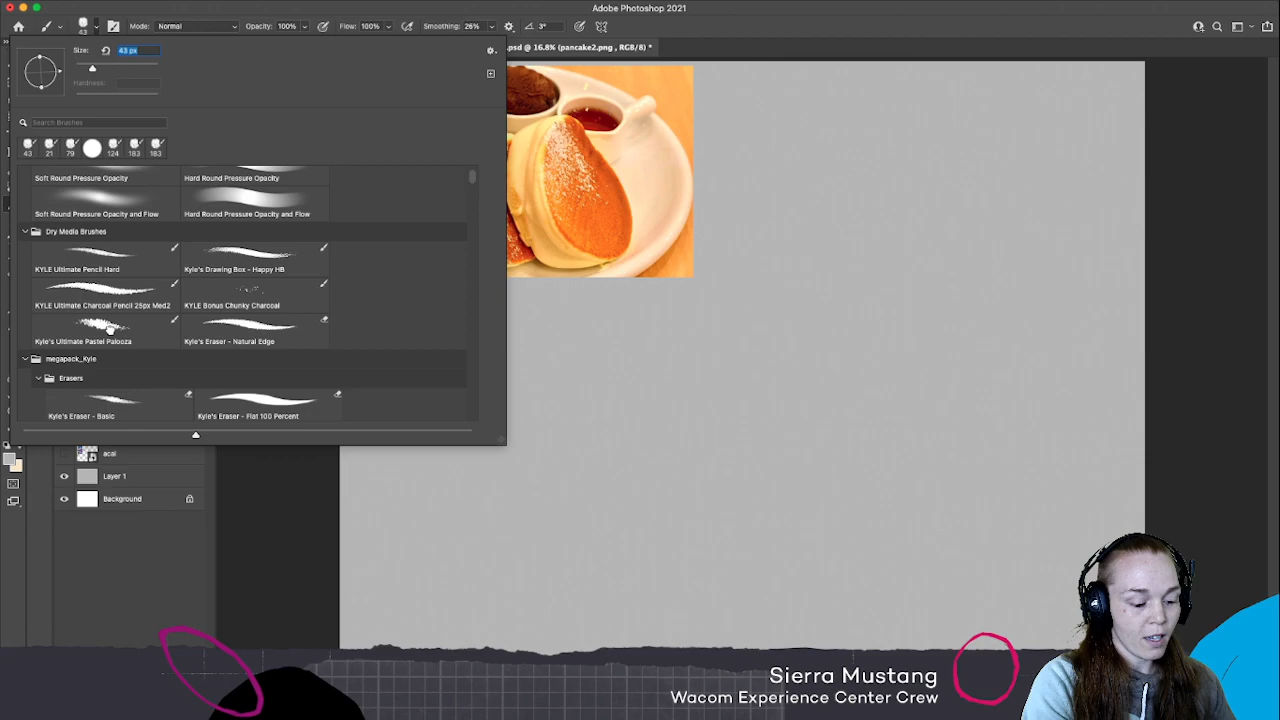 Adobe Photoshop 2021
43
Mode: Normal
Opacity: 100%
Flow: 100%
Smoothing: 26%
3°
.psd @ 16.8% (pancake2.png , RGB/8) *
Size: 43 px
Hardness:
Search Brushes
43 21 79 124 183 183
Soft Round Pressure Opacity
Hard Round Pressure Opacity
Soft Round Pressure Opacity and Flow
Hard Round Pressure Opacity and Flow
Dry Media Brushes
KYLE Ultimate Pencil Hard
Kyle's Drawing Box - Happy HB
KYLE Ultimate Charcoal Pencil 25px Med2
KYLE Bonus Chunky Charcoal
Kyle's Ultimate Pastel Palooza
Kyle's Eraser - Natural Edge
megapack_Kyle
Erasers
Kyle's Eraser - Basic
Kyle's Eraser - Flat 100 Percent
acai
Layer 1
Background
Sierra Mustang
Wacom Experience Center Crew